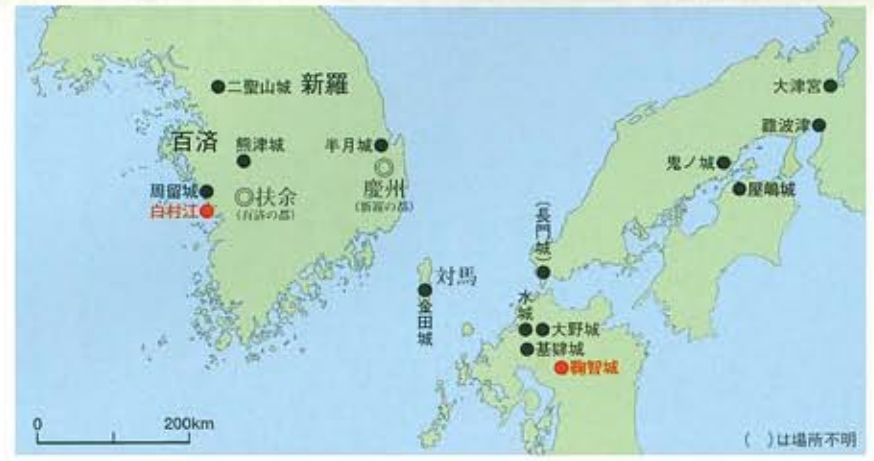 二聖山城
新羅
大津宮
難波津
百済
熊津城
半月城
鬼ノ城
慶州
(新羅の都)
屋嶋城
周留城
白村江
扶余
(百済の都)
(長門城)
対馬
金田城
水城
大野城
基肄城
鞠智城
0 200km
( )は場所不明